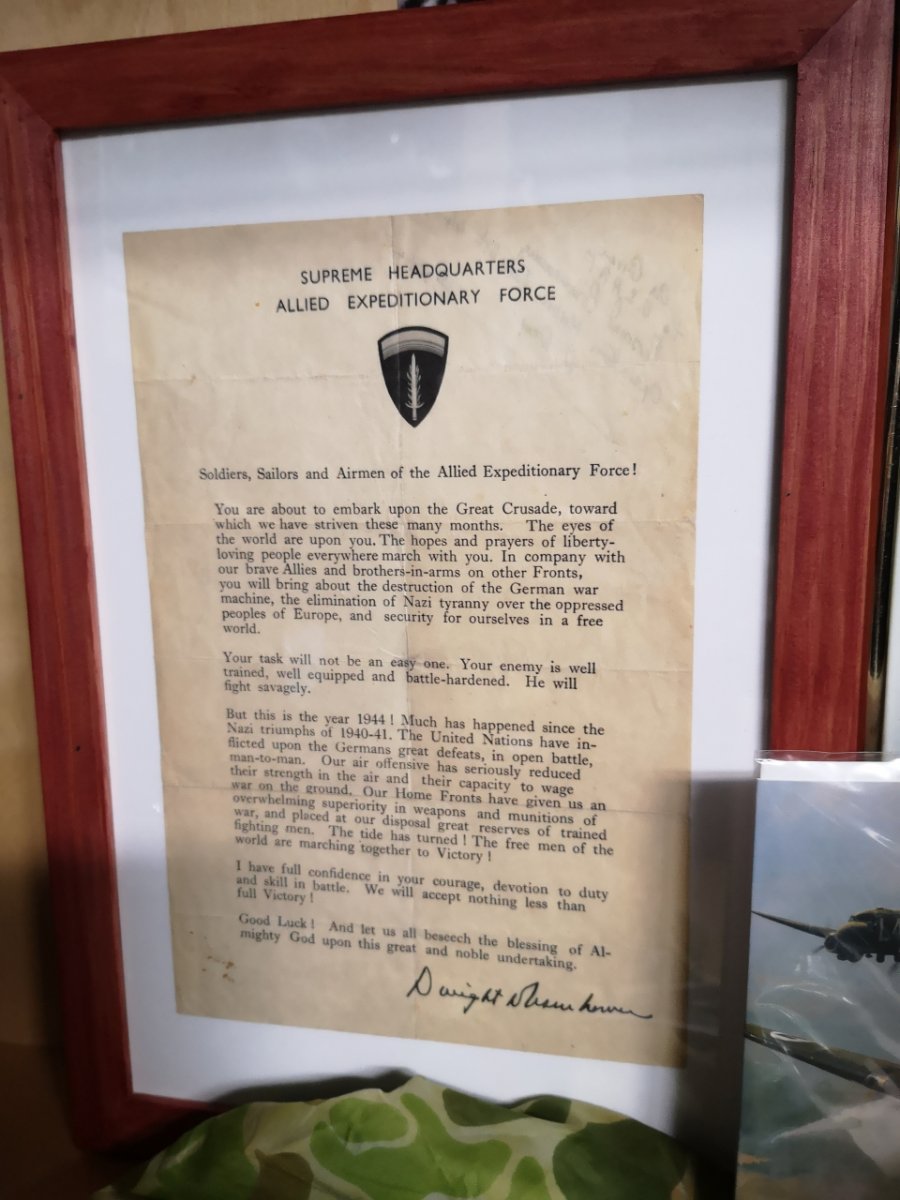 SUPREME HEADQUARTERS
ALLIED EXPEDITIONARY FORCE
Soldiers, Sailors and Airmen of the Allied Expeditionary Force!
You are about to embark upon the Great Crusade, toward
which we have striven these many months. The eyes of
the world are upon you. The hopes and prayers of liberty-
loving people everywhere march with you. In company with
our brave Allies and brothers-in-arms on other Fronts,
you will bring about the destruction of the German war
machine, the elimination of Nazi tyranny over the oppressed
peoples of Europe, and security for ourselves in a free
world.
Your task will not be an easy one. Your enemy is well
trained, well equipped and battle-hardened. He will
fight savagely.
But this is the year 1944! Much has happened since the
Nazi triumphs of 1940-41. The United Nations have in-
flicted upon the Germans great defeats, in open battle,
man-to-man. Our air offensive has seriously reduced
their strength in the air and their capacity to wage
war on the ground. Our Home Fronts have given us an
overwhelming superiority in weapons and munitions of
war, and placed at our disposal great reserves of trained
fighting men. The tide has turned! The free men of the
world are marching together to Victory!
I have full confidence in your courage, devotion to duty
and skill in battle. We will accept nothing less than
full Victory!
Good Luck! And let us all beseech the blessing of Al-
mighty God upon this great and noble undertaking.
Dwight D Eisenhower